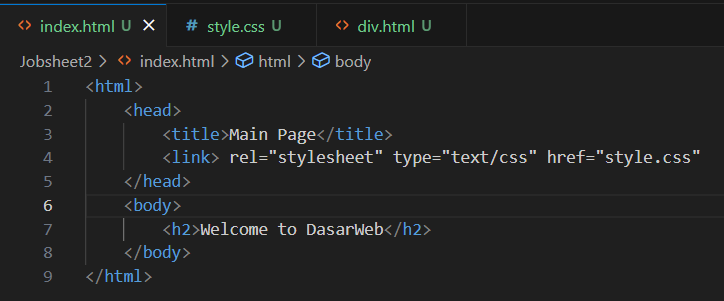 index.html U style.css U div.html U
Jobsheet2 > index.html > html > body
1 <html>
2 <head>
3 <title>Main Page</title>
4 <link> rel="stylesheet" type="text/css" href="style.css"
5 </head>
6 <body>
7 <h2>Welcome to DasarWeb</h2>
8 </body>
9 </html>